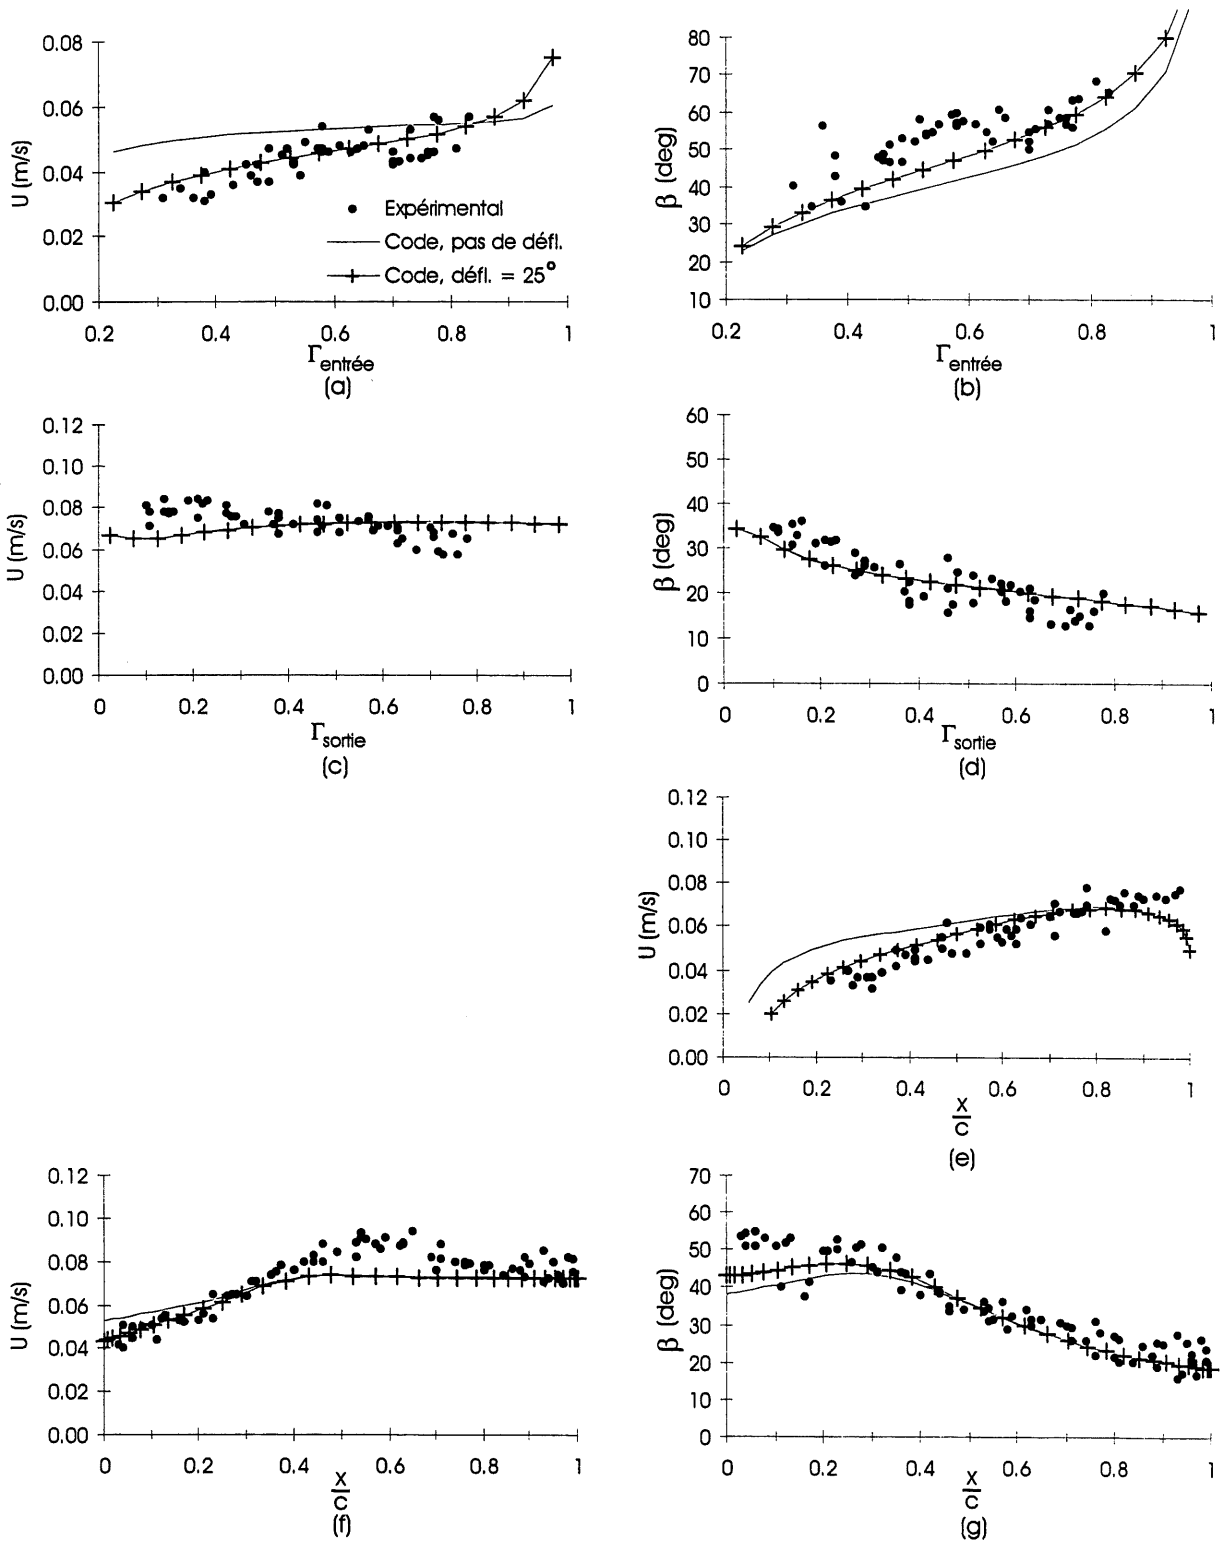 0.08
0.06
0.04
0.02
0.00
U (m/s)
Expérimental
Code, pas de défl.
Code, défl. = 25°
0.2 0.4 0.6 0.8 1
Γentrée
(a)
80
70
60
50
40
30
20
10
β (deg)
0.2 0.4 0.6 0.8 1
Γentrée
(b)
0.12
0.10
0.08
0.06
0.04
0.02
0.00
U (m/s)
0 0.2 0.4 0.6 0.8 1
Γsortie
(c)
60
50
40
30
20
10
0
β (deg)
0 0.2 0.4 0.6 0.8 1
Γsortie
(d)
0.12
0.10
0.08
0.06
0.04
0.02
0.00
U (m/s)
0 0.2 0.4 0.6 0.8 1
x
c
(e)
0.12
0.10
0.08
0.06
0.04
0.02
0.00
U (m/s)
0 0.2 0.4 0.6 0.8 1
x
c
(f)
70
60
50
40
30
20
10
0
β (deg)
0 0.2 0.4 0.6 0.8 1
x
c
(g)